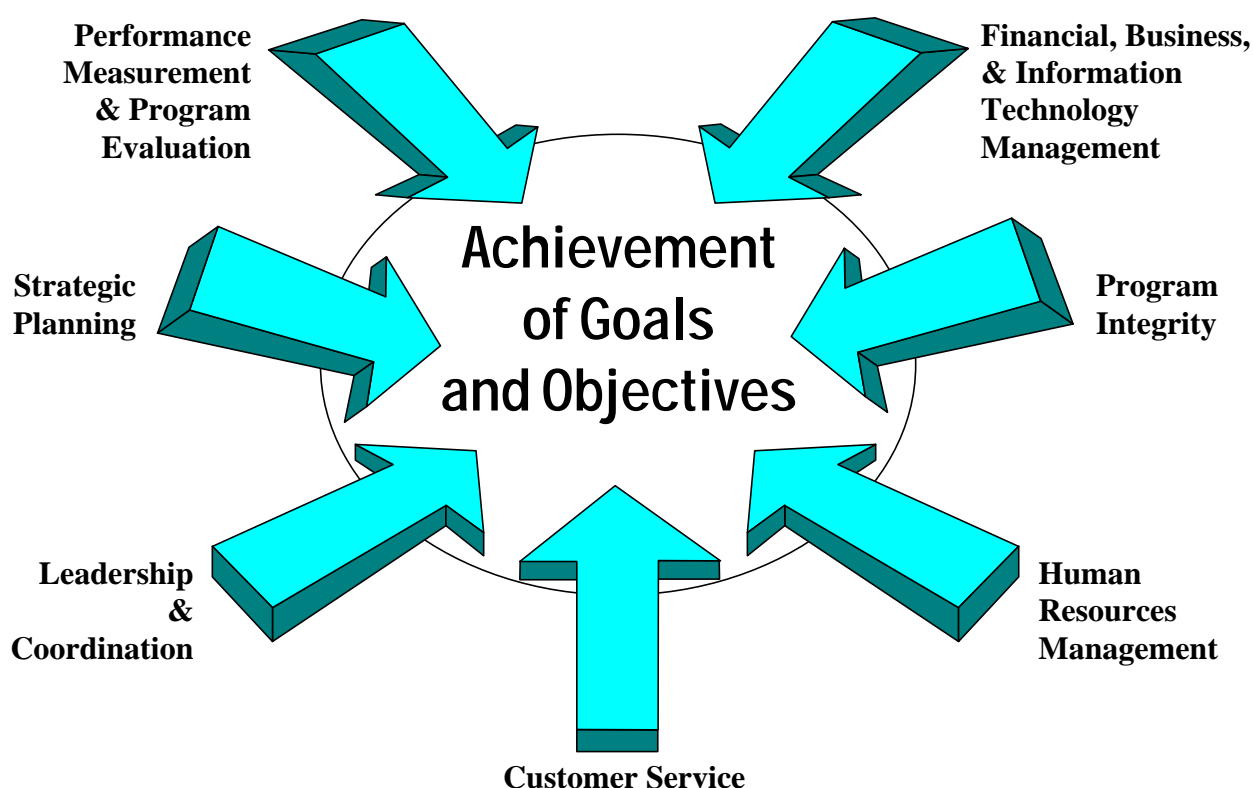 Performance
Measurement
& Program
Evaluation
Financial, Business,
& Information
Technology
Management
Strategic
Planning
Achievement
of Goals
and Objectives
Program
Integrity
Leadership
&
Coordination
Human
Resources
Management
Customer Service